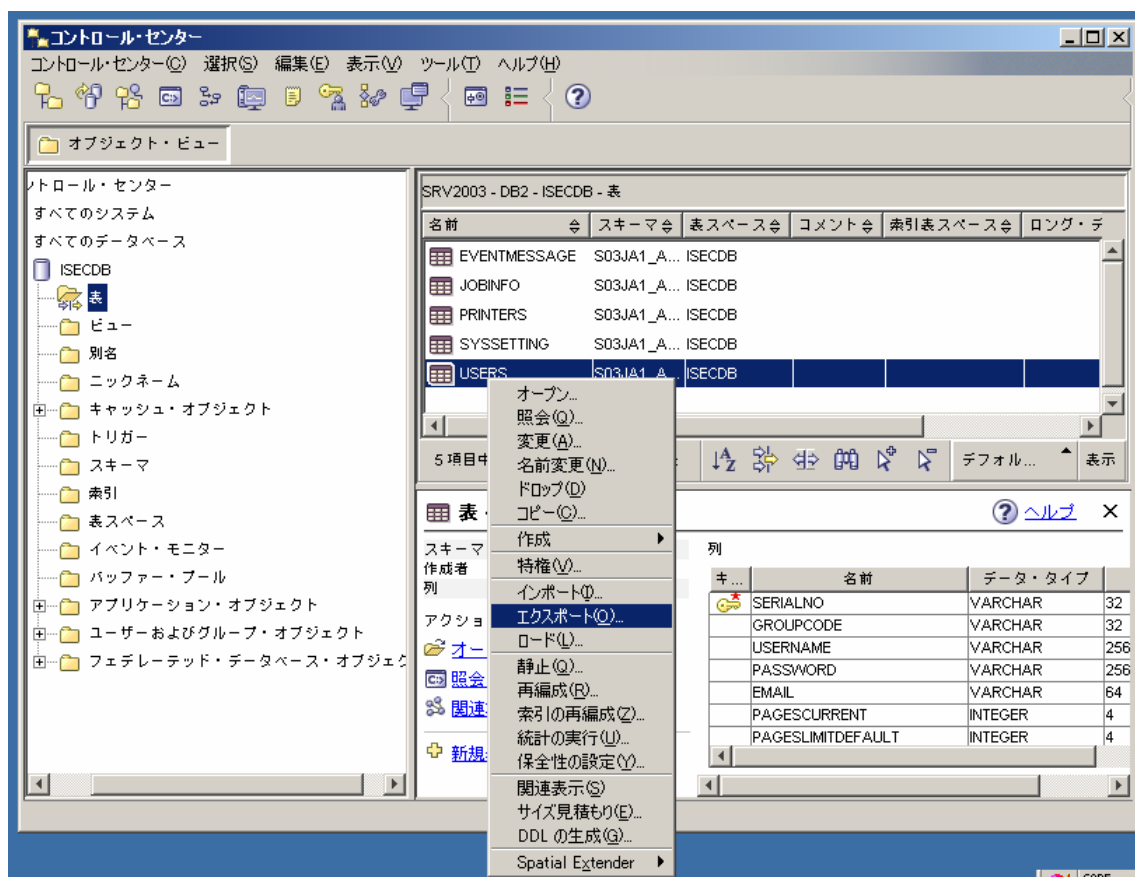 コントロール・センター
コントロール・センター(C) 選択(S) 編集(E) 表示(V) ツール(T) ヘルプ(H)
オブジェクト・ビュー
トロール・センター
すべてのシステム
すべてのデータベース
ISECDB
表
ビュー
別名
ニックネーム
キャッシュ・オブジェクト
トリガー
スキーマ
索引
表スペース
イベント・モニター
バッファー・プール
アプリケーション・オブジェクト
ユーザーおよびグループ・オブジェクト
フェデレーテッド・データベース・オブジェク
SRV2003 - DB2 - ISECDB - 表
名前 スキーマ 表スペース コメント 索引表スペース ロング・デ
EVENTMESSAGE S03JA1_A... ISECDB
JOBINFO S03JA1_A... ISECDB
PRINTERS S03JA1_A... ISECDB
SYSSETTING S03JA1_A... ISECDB
USERS S03JA1_A... ISECDB
5 項目中 デフォル... 表示
オープン...
照会(Q)...
変更(A)...
名前変更(N)...
ドロップ(D)
コピー(C)...
作成
特権(V)...
インポート(I)...
エクスポート(O)...
ロード(L)...
静止(Q)...
再編成(R)...
索引の再編成(Z)...
統計の実行(U)...
保全性の設定(Y)...
関連表示(S)
サイズ見積もり(E)...
DDL の生成(G)...
Spatial Extender
表
ヘルプ
スキーマ
作成者
列
アクショ
オー
照会
関連
新規
列
キ... 名前 データ・タイプ
SERIALNO VARCHAR 32
GROUPCODE VARCHAR 32
USERNAME VARCHAR 256
PASSWORD VARCHAR 256
EMAIL VARCHAR 64
PAGESCURRENT INTEGER 4
PAGESLIMITDEFAULT INTEGER 4